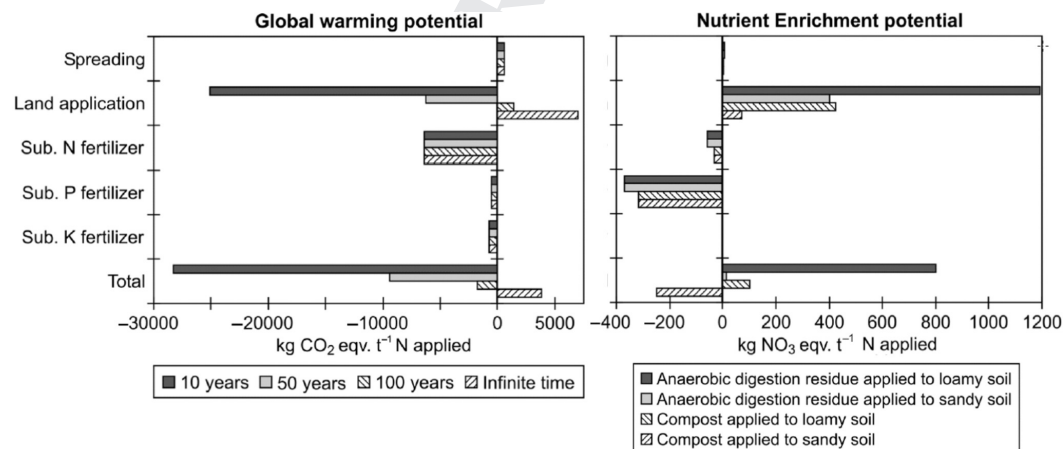 Global warming potential
Nutrient Enrichment potential
Spreading
Land application
Sub. N fertilizer
Sub. P fertilizer
Sub. K fertilizer
Total
–30000 –20000 –10000 0 5000
–400 –200 0 200 400 600 800 1000 1200
kg CO₂ eqv. t⁻¹ N applied
kg NO₃ eqv. t⁻¹ N applied
10 years 50 years 100 years Infinite time
Anaerobic digestion residue applied to loamy soil
Anaerobic digestion residue applied to sandy soil
Compost applied to loamy soil
Compost applied to sandy soil